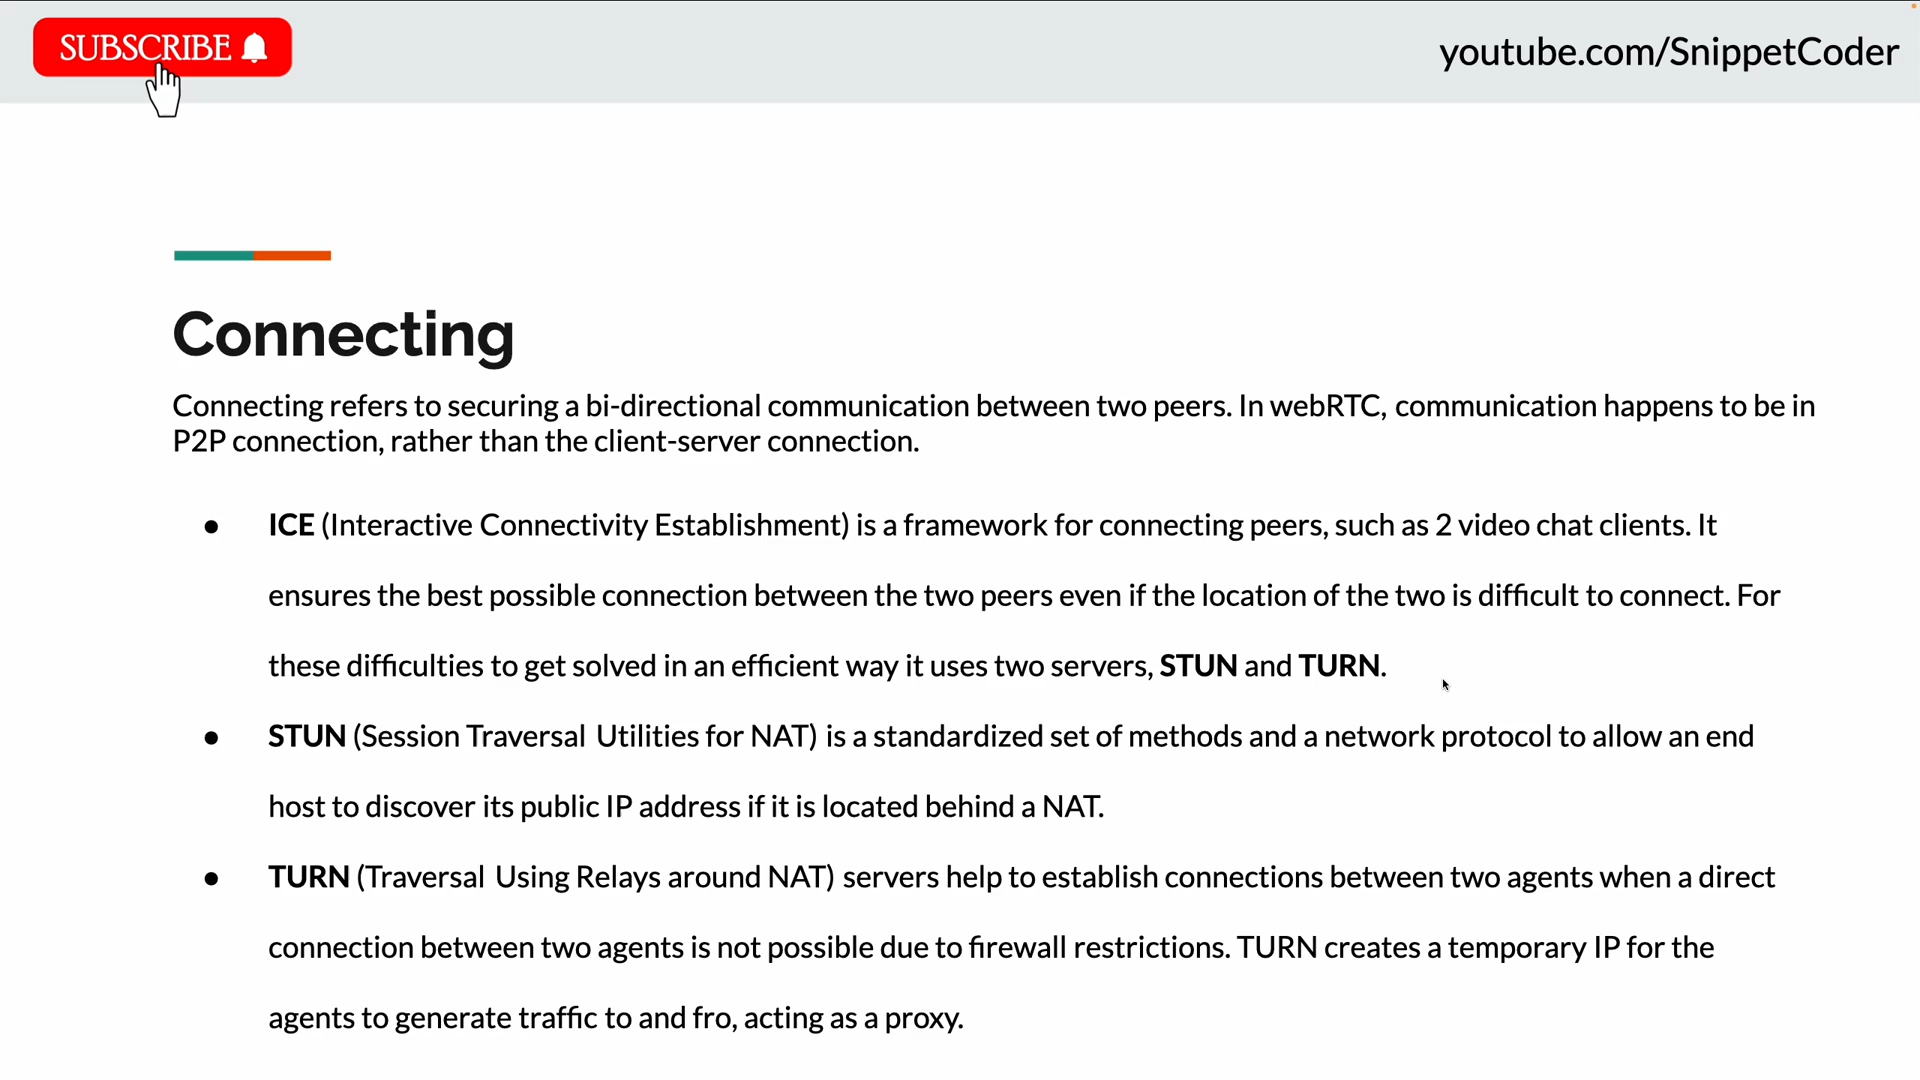 SUBSCRIBE
youtube.com/SnippetCoder
Connecting
Connecting refers to securing a bi-directional communication between two peers. In webRTC, communication happens to be in
P2P connection, rather than the client-server connection.
● ICE (Interactive Connectivity Establishment) is a framework for connecting peers, such as 2 video chat clients. It
ensures the best possible connection between the two peers even if the location of the two is difficult to connect. For
these difficulties to get solved in an efficient way it uses two servers, STUN and TURN.
● STUN (Session Traversal Utilities for NAT) is a standardized set of methods and a network protocol to allow an end
host to discover its public IP address if it is located behind a NAT.
● TURN (Traversal Using Relays around NAT) servers help to establish connections between two agents when a direct
connection between two agents is not possible due to firewall restrictions. TURN creates a temporary IP for the
agents to generate traffic to and fro, acting as a proxy.